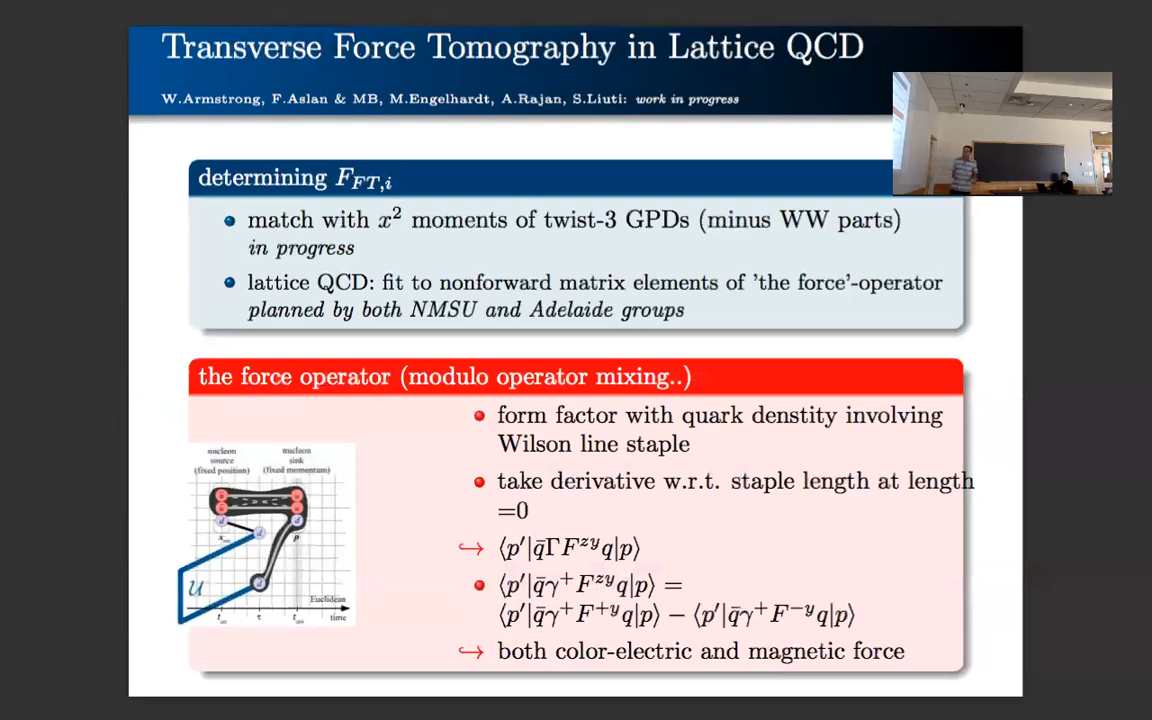 Transverse Force Tomography in Lattice QCD
W.Armstrong, F.Aslan & MB, M.Engelhardt, A.Rajan, S.Liuti: work in progress
determining F_{FT,i}
match with x² moments of twist-3 GPDs (minus WW parts)
in progress
lattice QCD: fit to nonforward matrix elements of 'the force'-operator
planned by both NMSU and Adelaide groups
the force operator (modulo operator mixing..)
form factor with quark denstity involving
Wilson line staple
take derivative w.r.t. staple length at length
=0
↪ ⟨p′|q̄ΓF^{zy}q|p⟩
⟨p′|q̄γ⁺F^{zy}q|p⟩ =
⟨p′|q̄γ⁺F^{+y}q|p⟩ − ⟨p′|q̄γ⁺F^{−y}q|p⟩
↪ both color-electric and magnetic force
nucleon source (fixed position)
nucleon sink (fixed momentum)
u u
d d d
p
U
d
Euclidean
time
τ